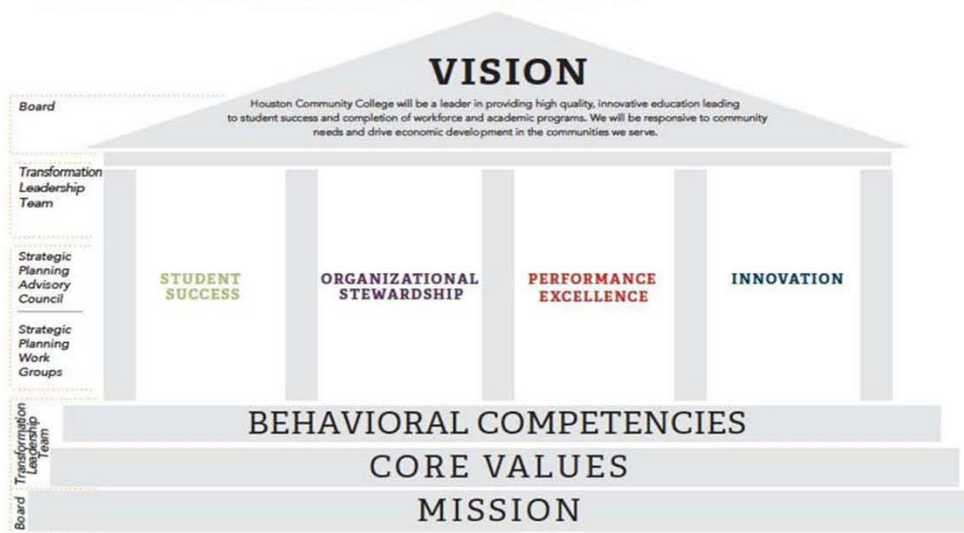 VISION
Houston Community College will be a leader in providing high quality, innovative education leading
to student success and completion of workforce and academic programs. We will be responsive to community
needs and drive economic development in the communities we serve.
Board
Transformation
Leadership
Team
Strategic
Planning
Advisory
Council
Strategic
Planning
Work
Groups
STUDENT
SUCCESS
ORGANIZATIONAL
STEWARDSHIP
PERFORMANCE
EXCELLENCE
INNOVATION
Transformation
Leadership
Team
BEHAVIORAL COMPETENCIES
CORE VALUES
Board
MISSION